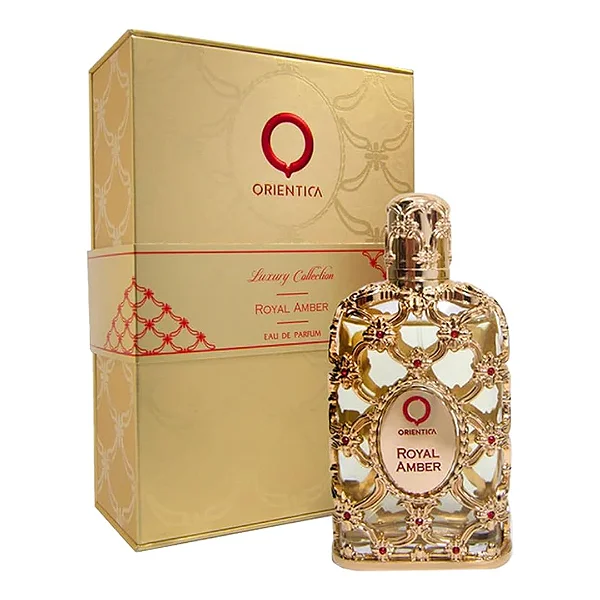 ORIENTICA
Luxury Collection
ROYAL AMBER
EAU DE PARFUM
ORIENTICA
ROYAL
AMBER